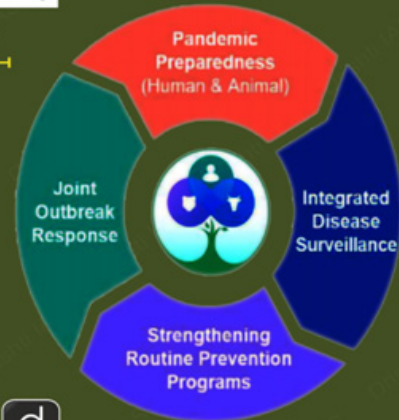 Pandemic
Preparedness
(Human & Animal)
Integrated
Disease
Surveillance
Strengthening
Routine Prevention
Programs
Joint
Outbreak
Response
d